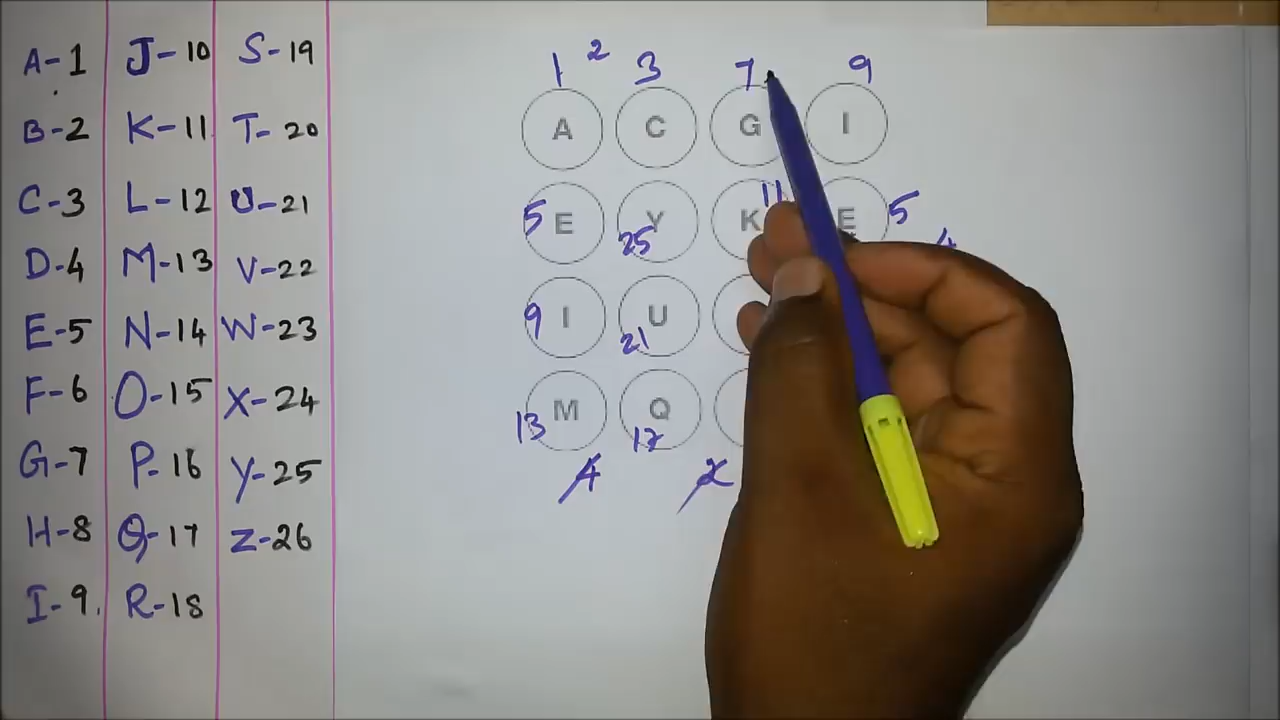 A-1 J-10 S-19
B-2 K-11 T-20
C-3 L-12 U-21
D-4 M-13 V-22
E-5 N-14 W-23
F-6 O-15 X-24
G-7 P-16 Y-25
H-8 Q-17 Z-26
I-9 R-18
1 2 3 7 9
A C G I
5 E 25 Y K 11 E 5
9 I 21 U
13 M 17 Q